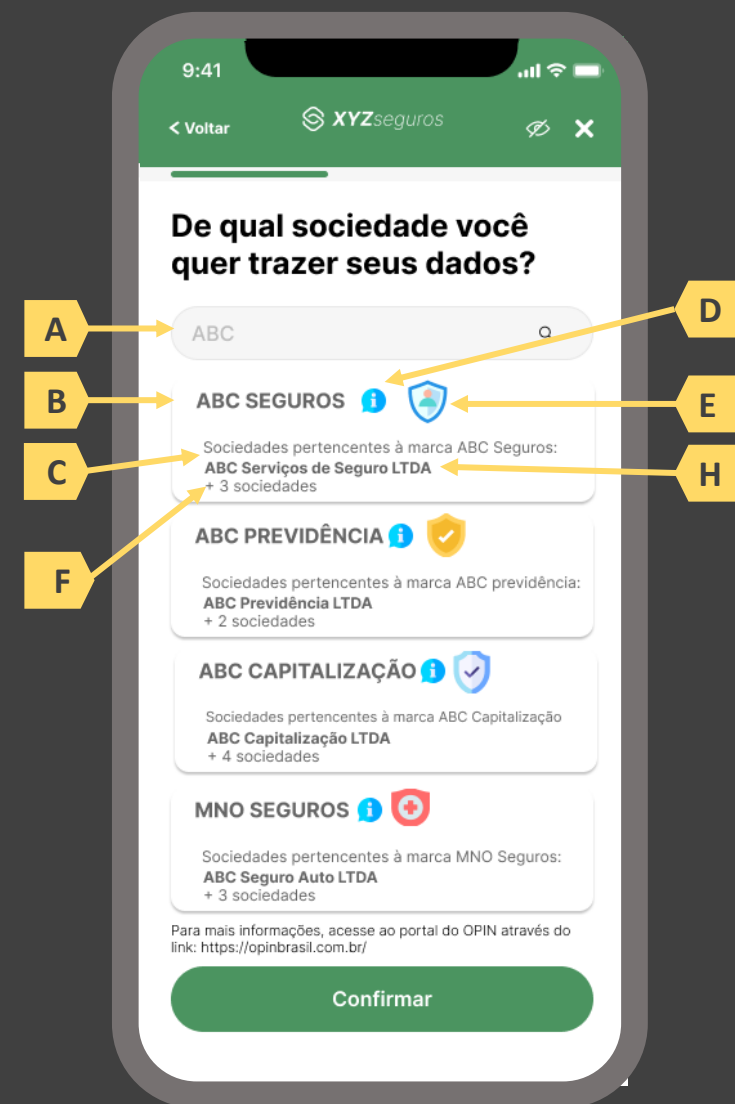 9:41
< Voltar
XYZseguros
De qual sociedade você
quer trazer seus dados?
A
ABC
D
B
ABC SEGUROS
E
Sociedades pertencentes à marca ABC Seguros:
C
ABC Serviços de Seguro LTDA
H
+ 3 sociedades
ABC PREVIDÊNCIA
F
Sociedades pertencentes à marca ABC previdência:
ABC Previdência LTDA
+ 2 sociedades
ABC CAPITALIZAÇÃO
Sociedades pertencentes à marca ABC Capitalização
ABC Capitalização LTDA
+ 4 sociedades
MNO SEGUROS
Sociedades pertencentes à marca MNO Seguros:
ABC Seguro Auto LTDA
+ 3 sociedades
Para mais informações, acesse ao portal do OPIN através do
link: https://opinbrasil.com.br/
Confirmar